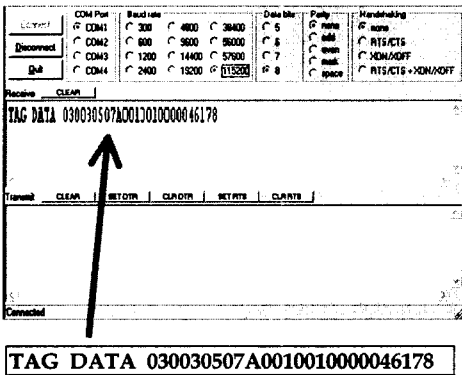 COM Port Baud rate Data bits Parity Handshaking
Connect COM1 300 4800 38400 5 none none
Disconnect COM2 600 9600 56000 6 odd RTS/CTS
COM3 1200 14400 57600 7 even XON/XOFF
Quit COM4 2400 19200 115200 8 mark RTS/CTS + XON/XOFF
space
Receive CLEAR
TAG DATA 030030507A0010010000046178
Transmit CLEAR SET DTR CLR DTR SET RTS CLR RTS
Connected
TAG DATA 030030507A0010010000046178